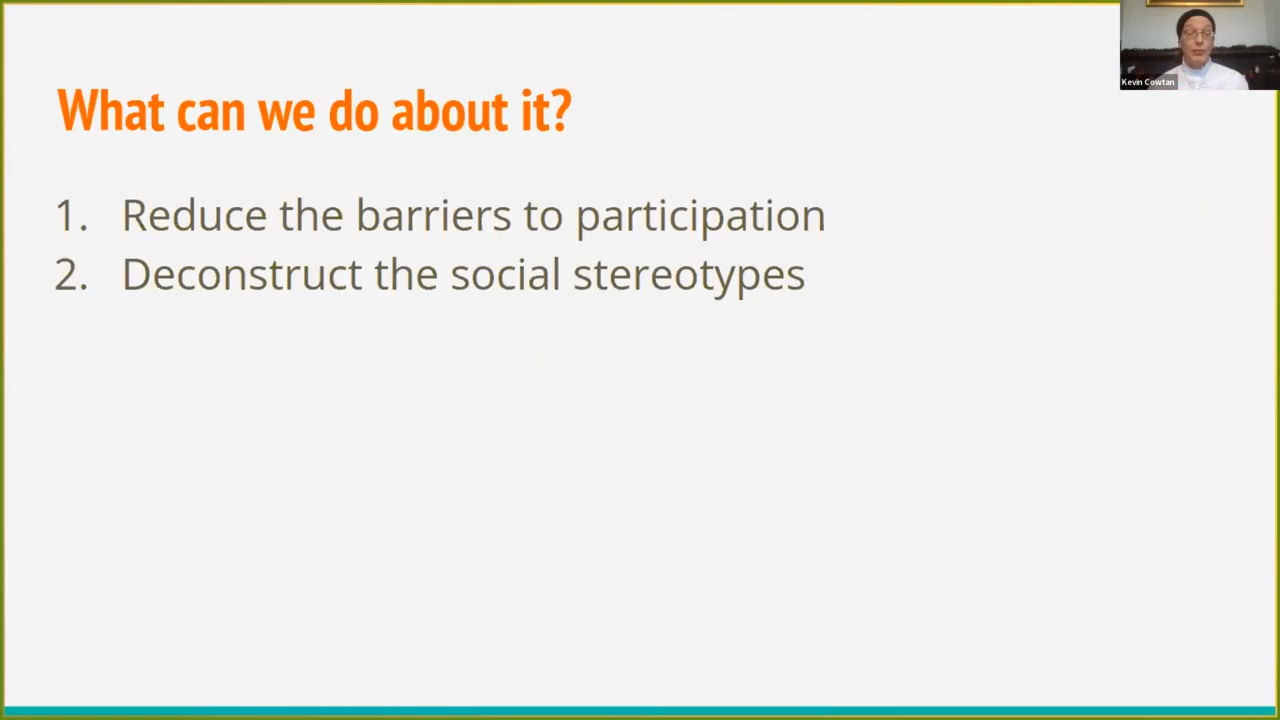 What can we do about it?
1. Reduce the barriers to participation
2. Deconstruct the social stereotypes
Kevin Cowtan